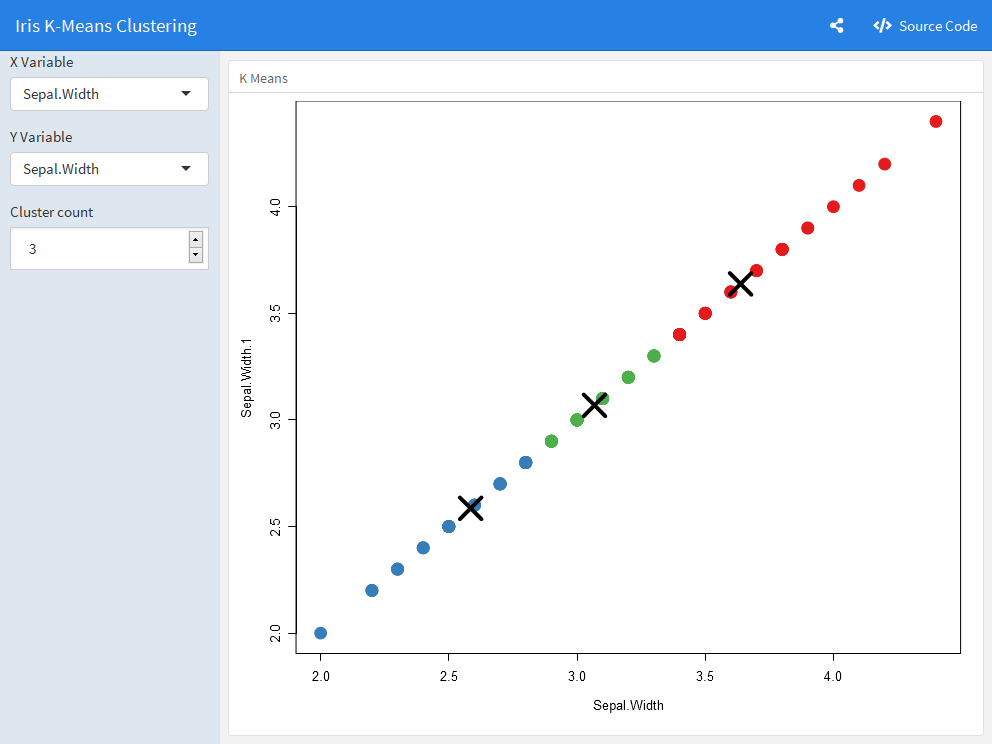 Iris K-Means Clustering
Source Code
X Variable
Sepal.Width
Y Variable
Sepal.Width
Cluster count
3
K Means
4.0
3.5
3.0
2.5
2.0
Sepal.Width.1
2.0 2.5 3.0 3.5 4.0
Sepal.Width